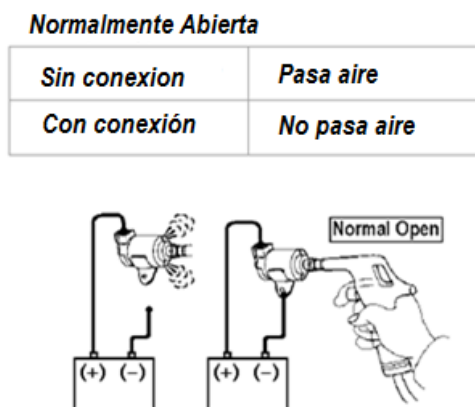 Normalmente Abierta
Sin conexion Pasa aire
Con conexión No pasa aire
Normal Open
(+) (-) (+) (-)